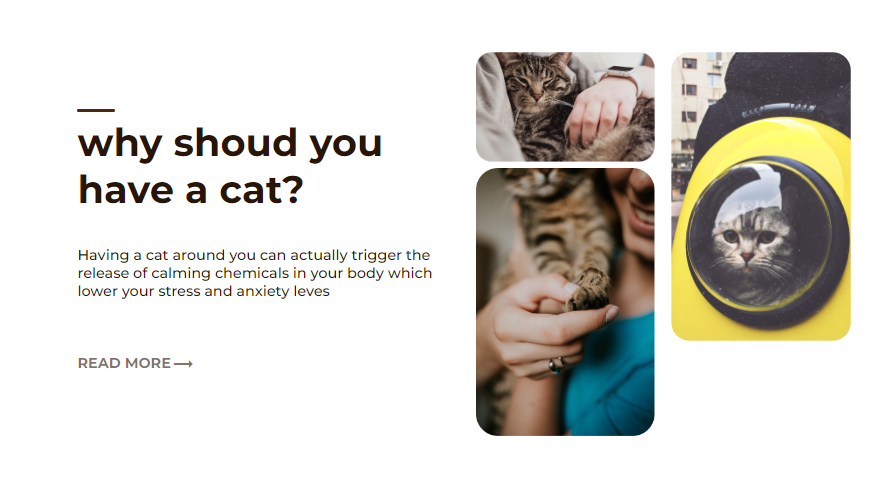 why shoud you
have a cat?
Having a cat around you can actually trigger the
release of calming chemicals in your body which
lower your stress and anxiety leves
READ MORE